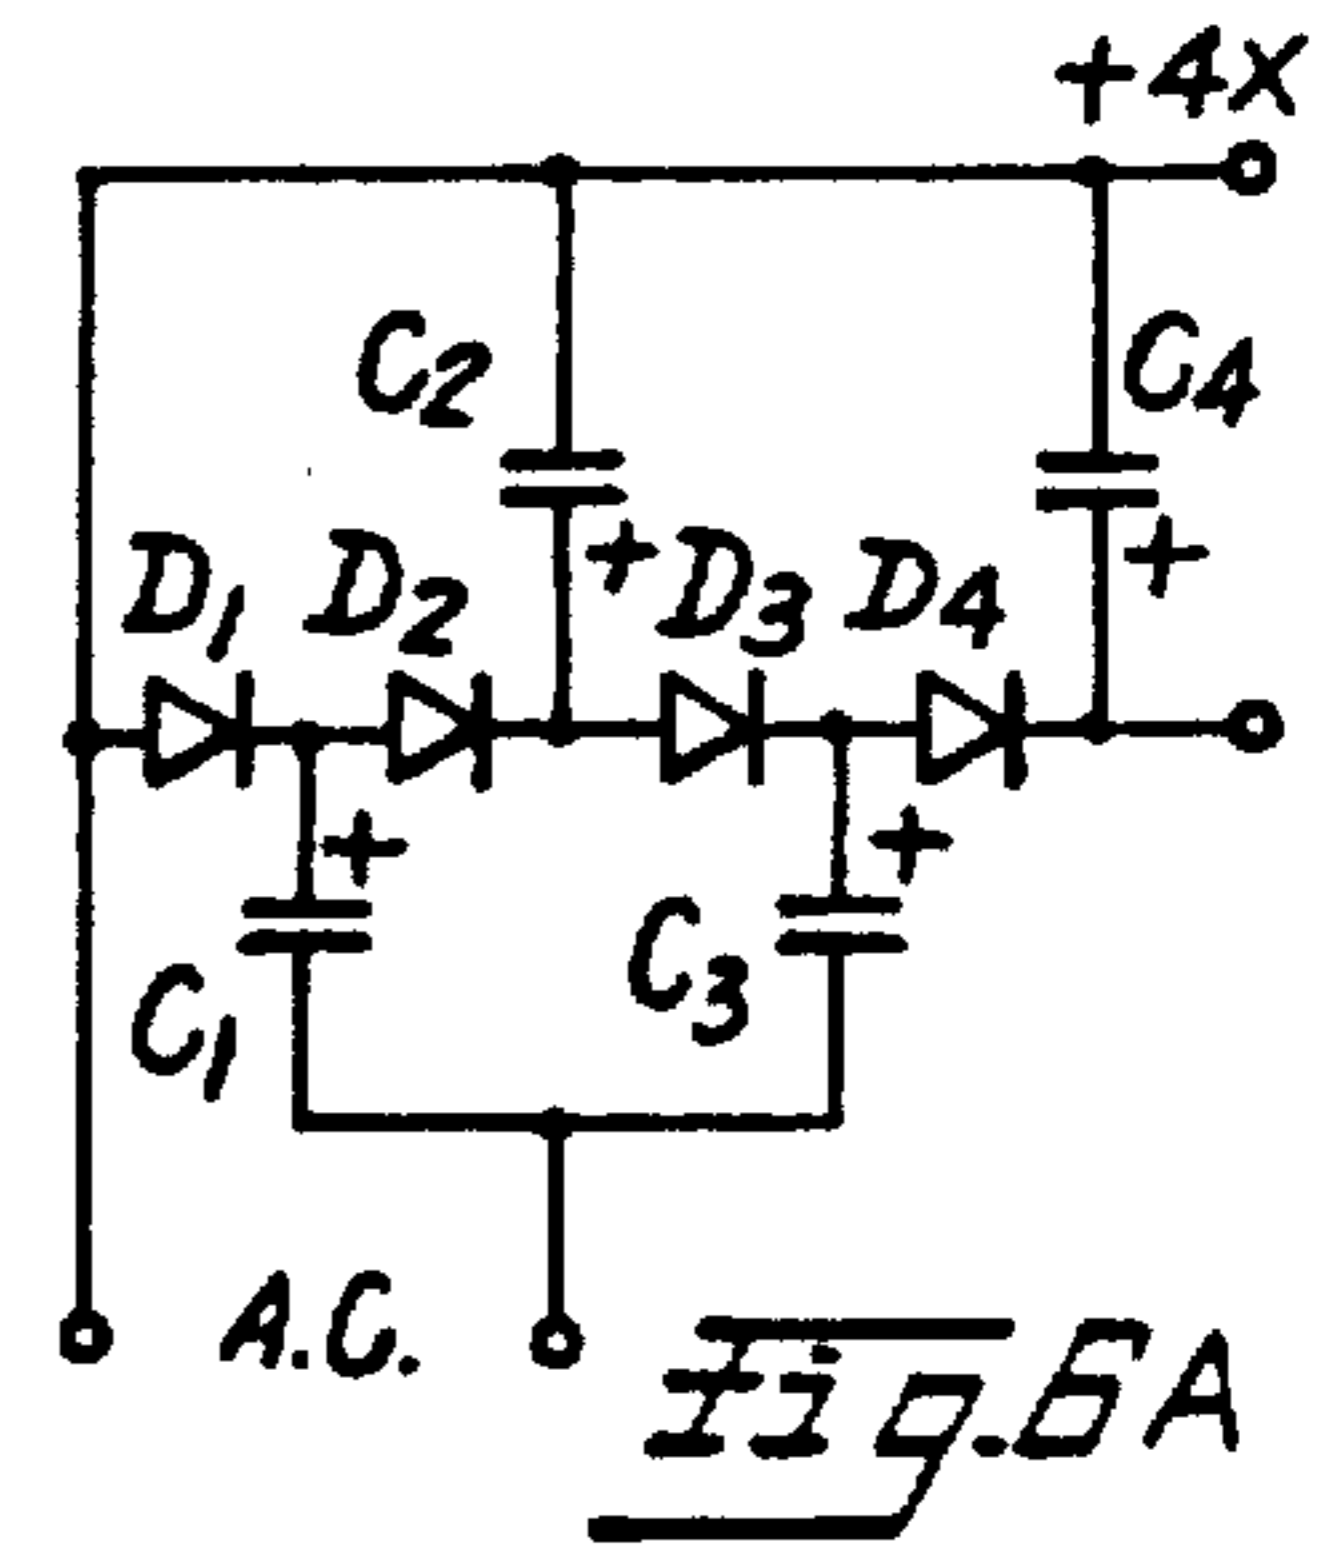 +4X
C2
C4
D1
D2
+
D3
D4
+
+
+
C1
C3
A.C.
Fig.6A